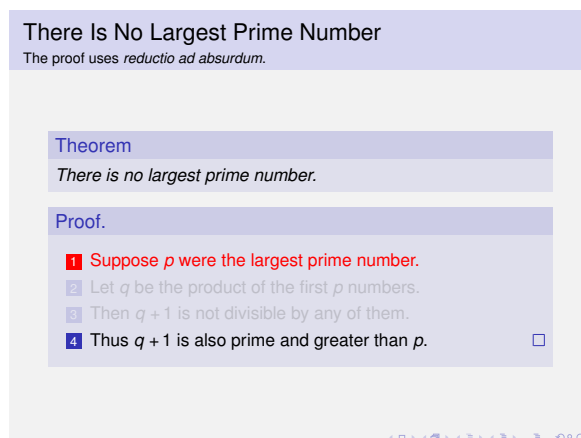 There Is No Largest Prime Number
The proof uses reductio ad absurdum.
Theorem
There is no largest prime number.
Proof.
1 Suppose p were the largest prime number.
2 Let q be the product of the first p numbers.
3 Then q + 1 is not divisible by any of them.
4 Thus q + 1 is also prime and greater than p. □